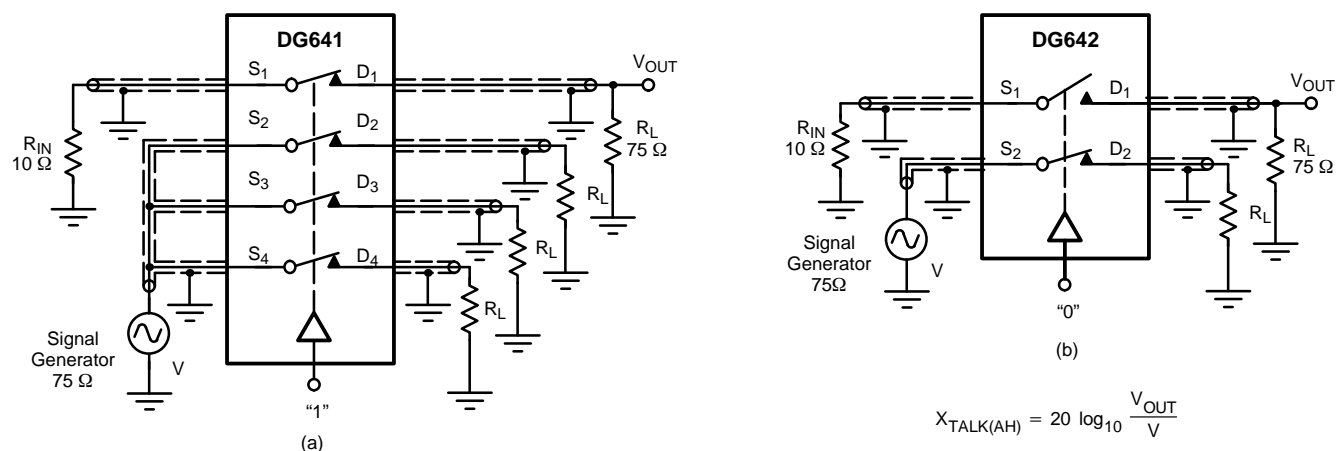 DG641
S1 D1
VOUT
S2 D2
RIN
10 Ω
RL
75 Ω
S3 D3
RL
S4 D4
RL
RL
Signal
Generator
75 Ω
V
“1”
(a)
DG642
S1 D1
VOUT
RIN
10 Ω
S2 D2
RL
75 Ω
RL
Signal
Generator
75Ω
V
“0”
(b)
XTALK(AH) = 20 log10 VOUT
V